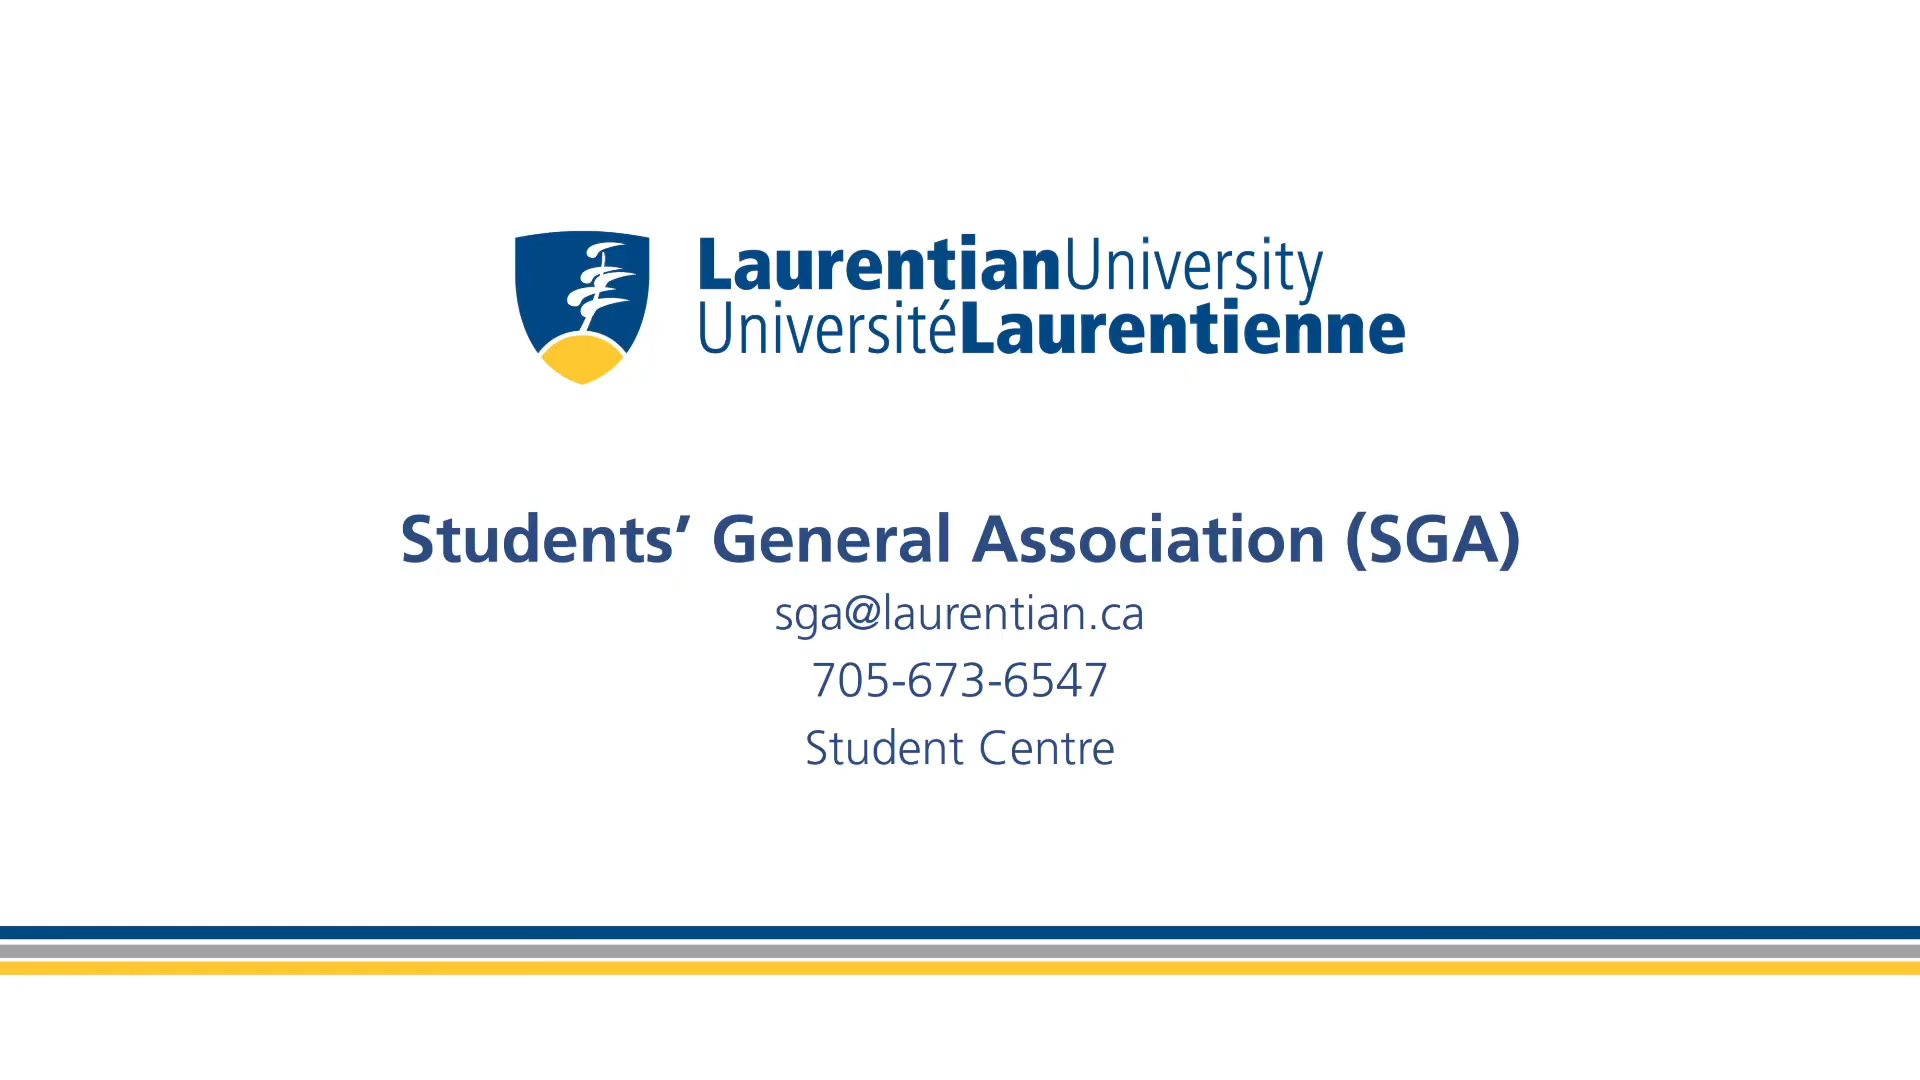 LaurentianUniversity
UniversitéLaurentienne
Students’ General Association (SGA)
sga@laurentian.ca
705-673-6547
Student Centre